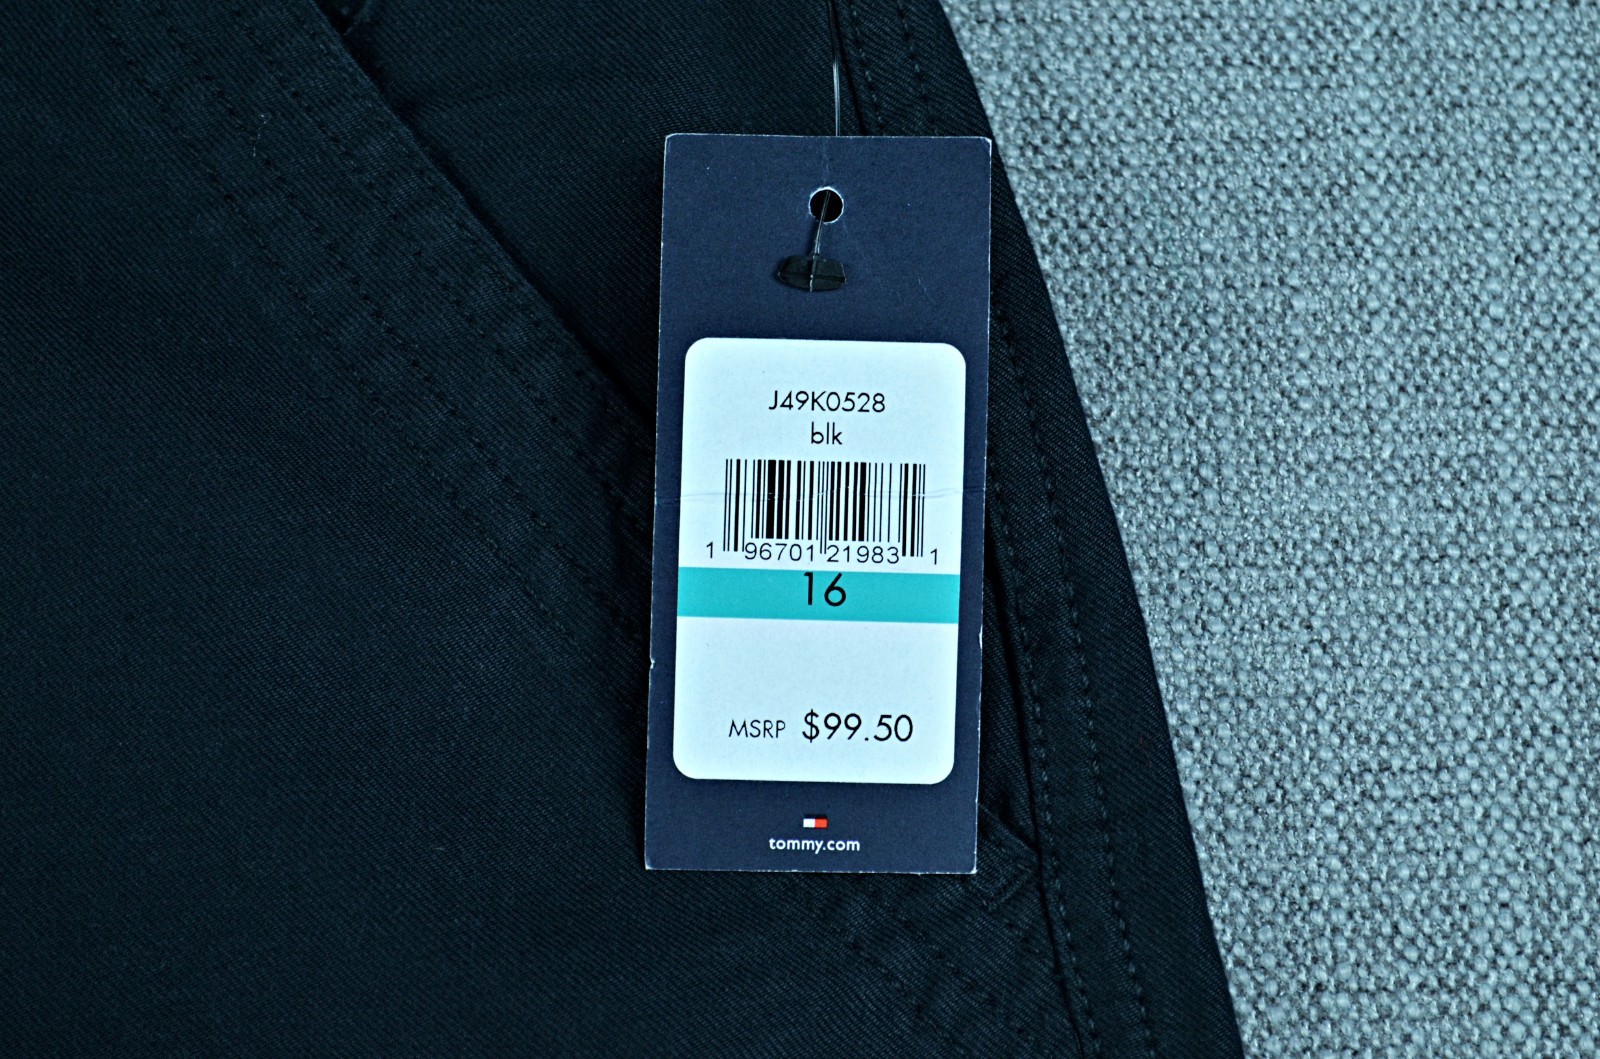 J49K0528
blk
1 96701 21983 1
16
MSRP $99.50
tommy.com